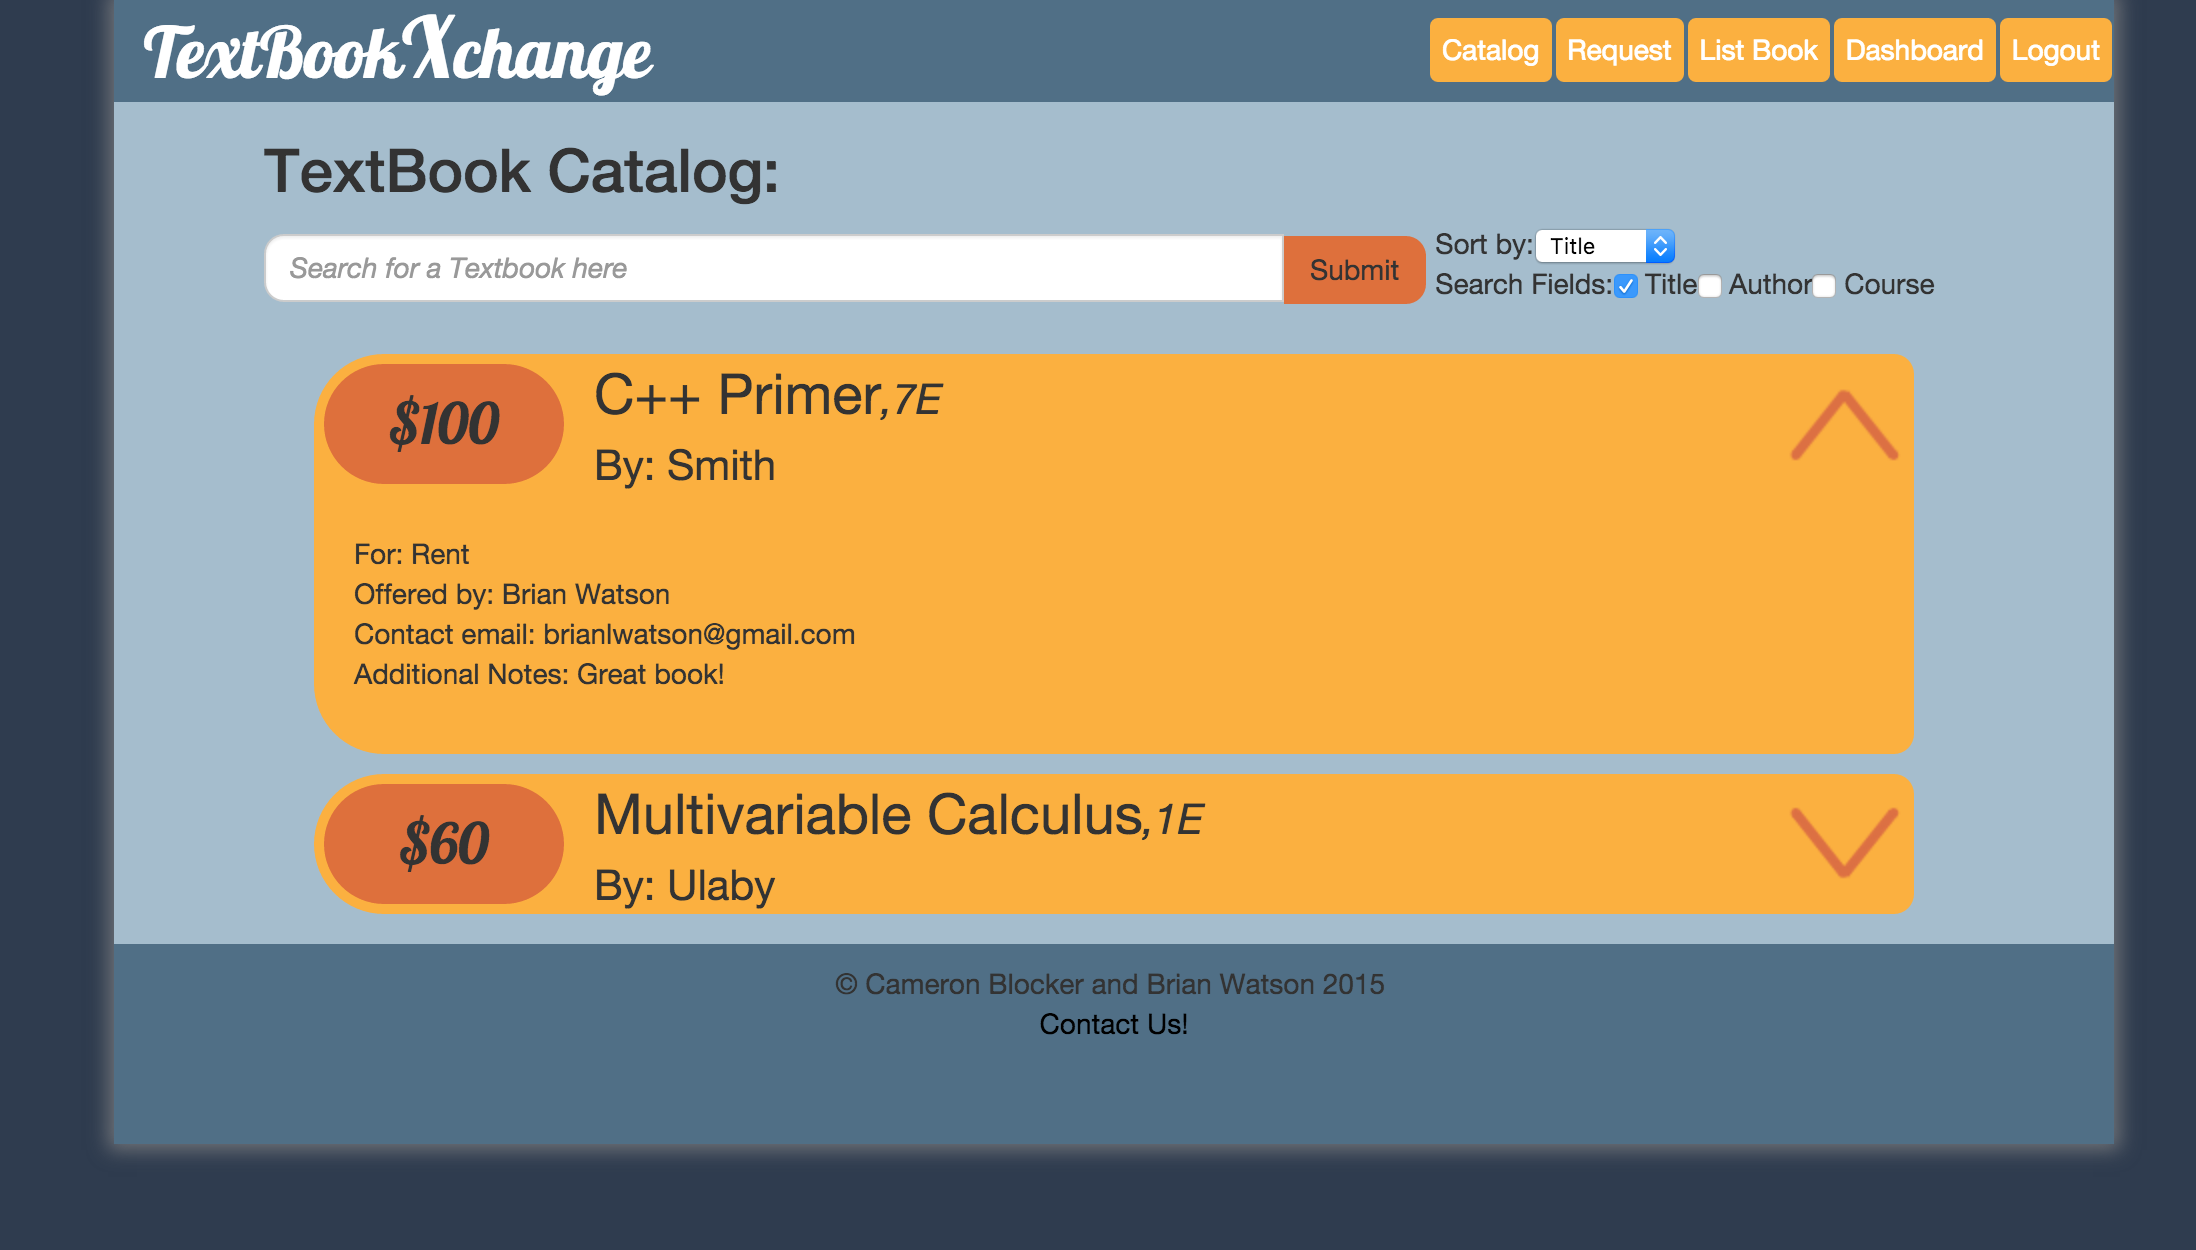 TextBookXchange
Catalog Request List Book Dashboard Logout
TextBook Catalog:
Search for a Textbook here Submit
Sort by: Title
Search Fields: Title Author Course
$100
C++ Primer,7E
By: Smith
For: Rent
Offered by: Brian Watson
Contact email: brianlwatson@gmail.com
Additional Notes: Great book!
$60
Multivariable Calculus,1E
By: Ulaby
© Cameron Blocker and Brian Watson 2015
Contact Us!